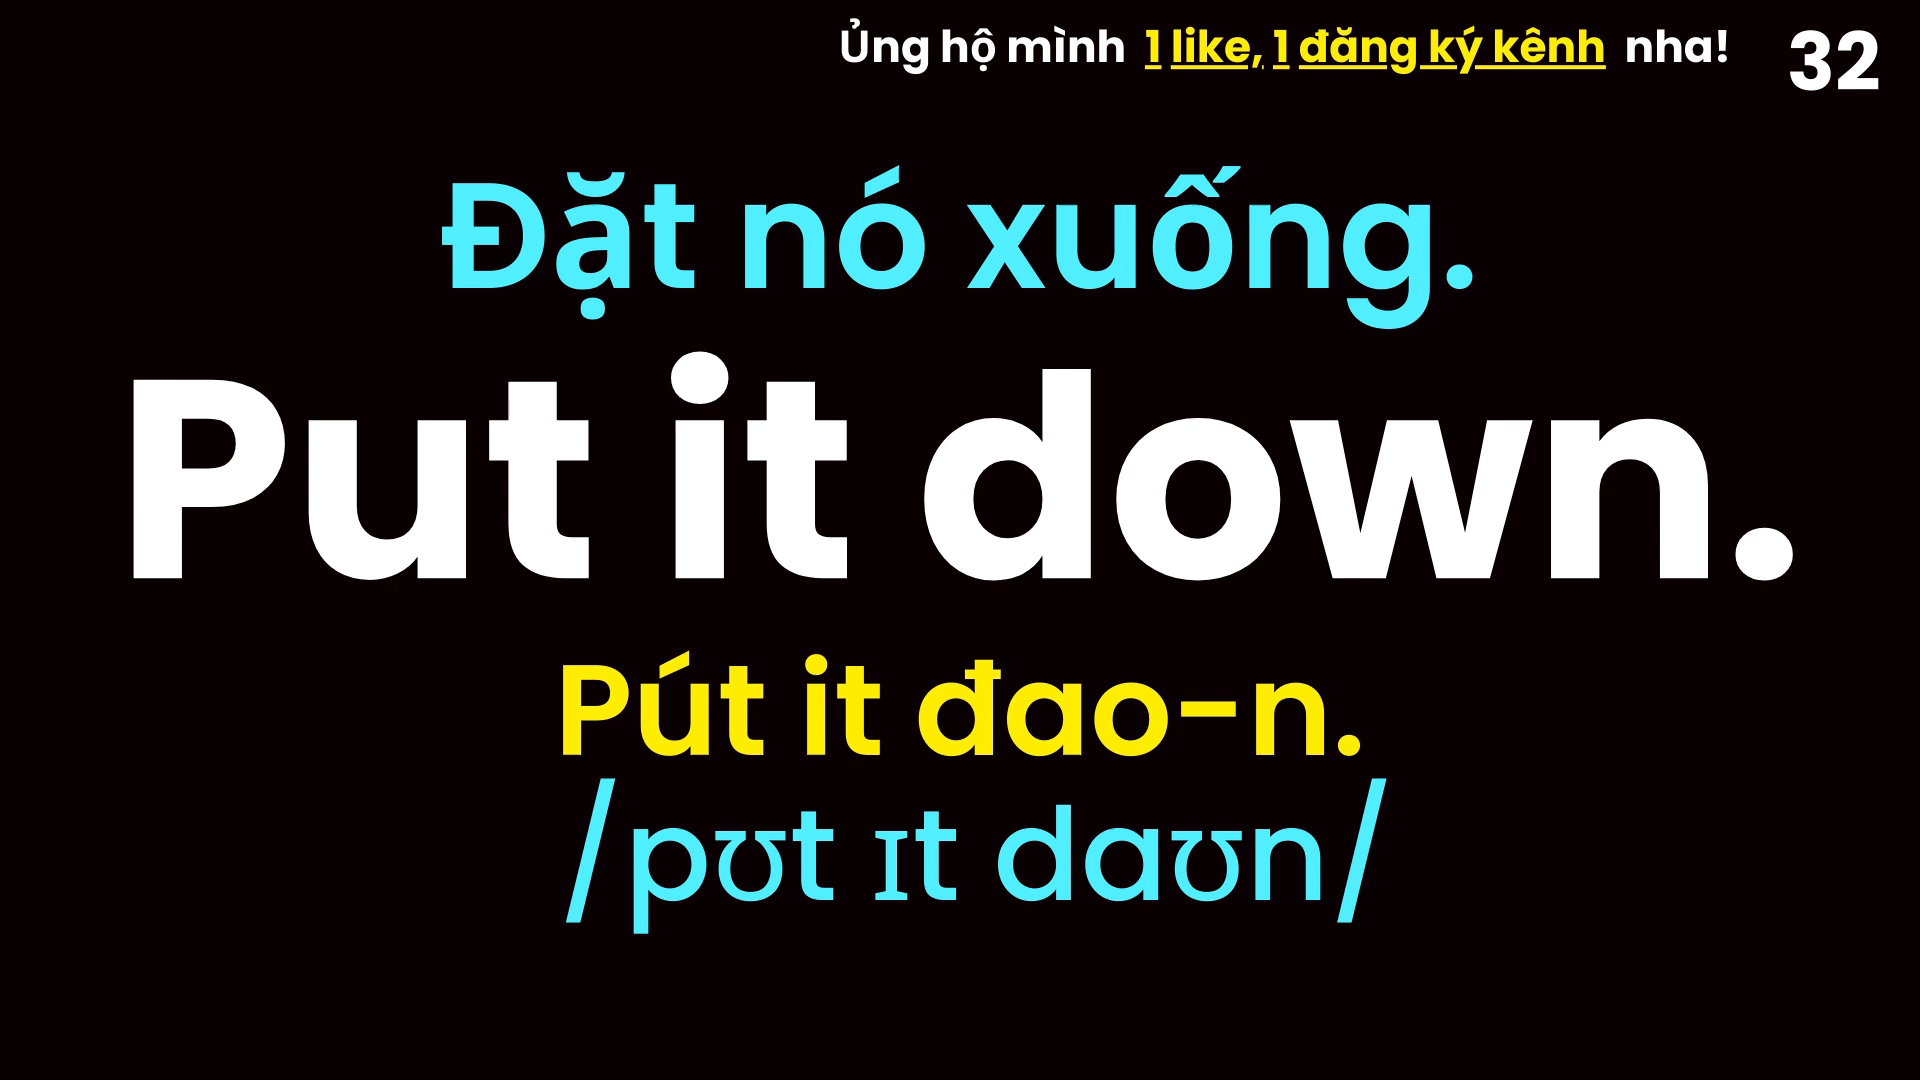 Ủng hộ mình 1 like, 1 đăng ký kênh nha! 32
Đặt nó xuống.
Put it down.
Pút it đao-n.
/pʊt ɪt daʊn/